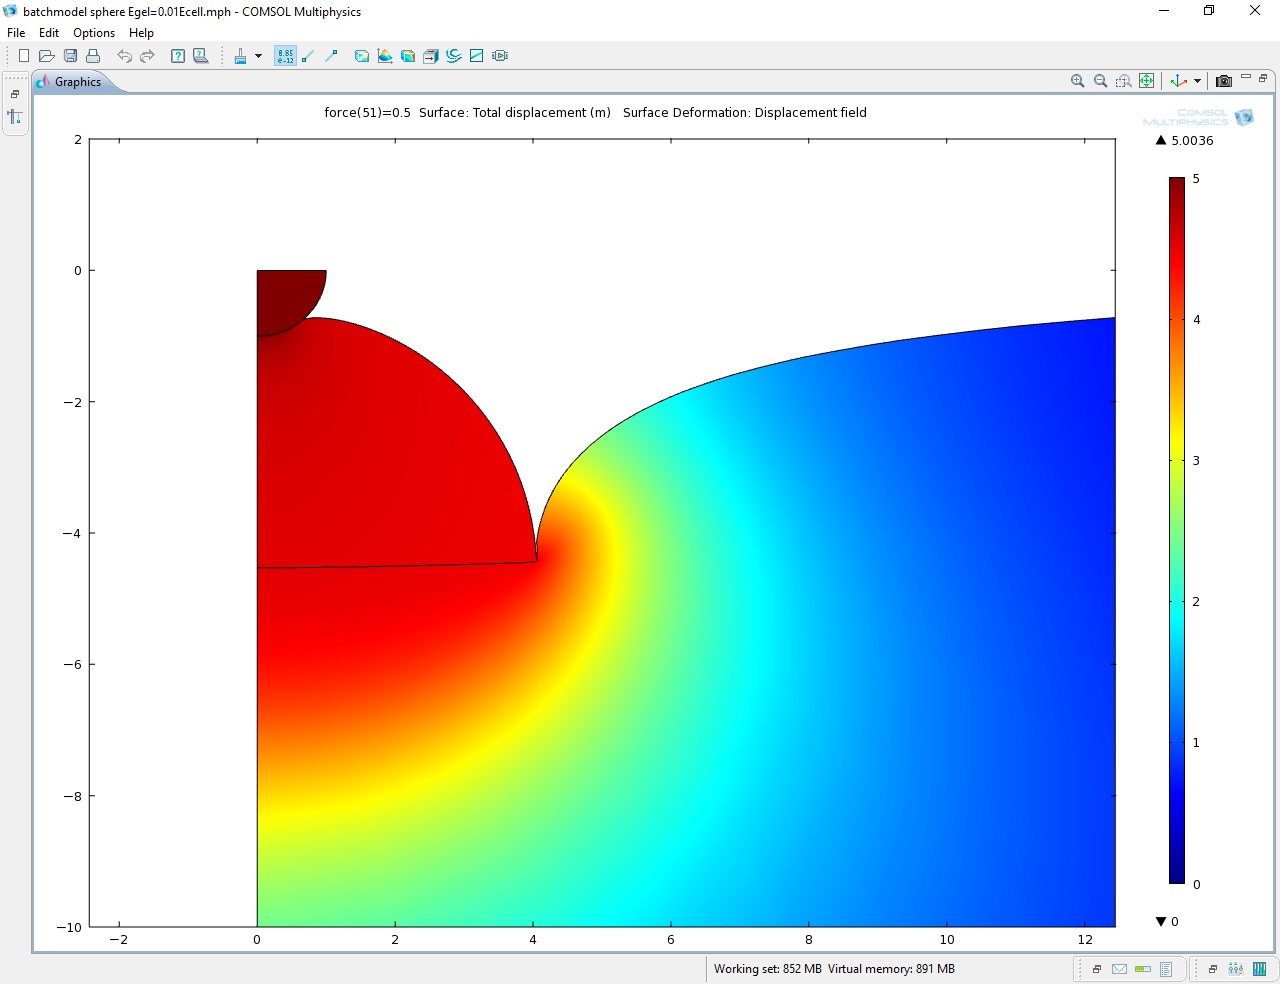 batchmodel sphere Egel=0.01Ecell.mph - COMSOL Multiphysics
File Edit Options Help
8.85
e-12
Graphics
force(51)=0.5 Surface: Total displacement (m) Surface Deformation: Displacement field
COMSOL
MULTIPHYSICS
5.0036
5
4
3
2
1
0
0
2
0
−2
−4
−6
−8
−10
−2 0 2 4 6 8 10 12
Working set: 852 MB Virtual memory: 891 MB